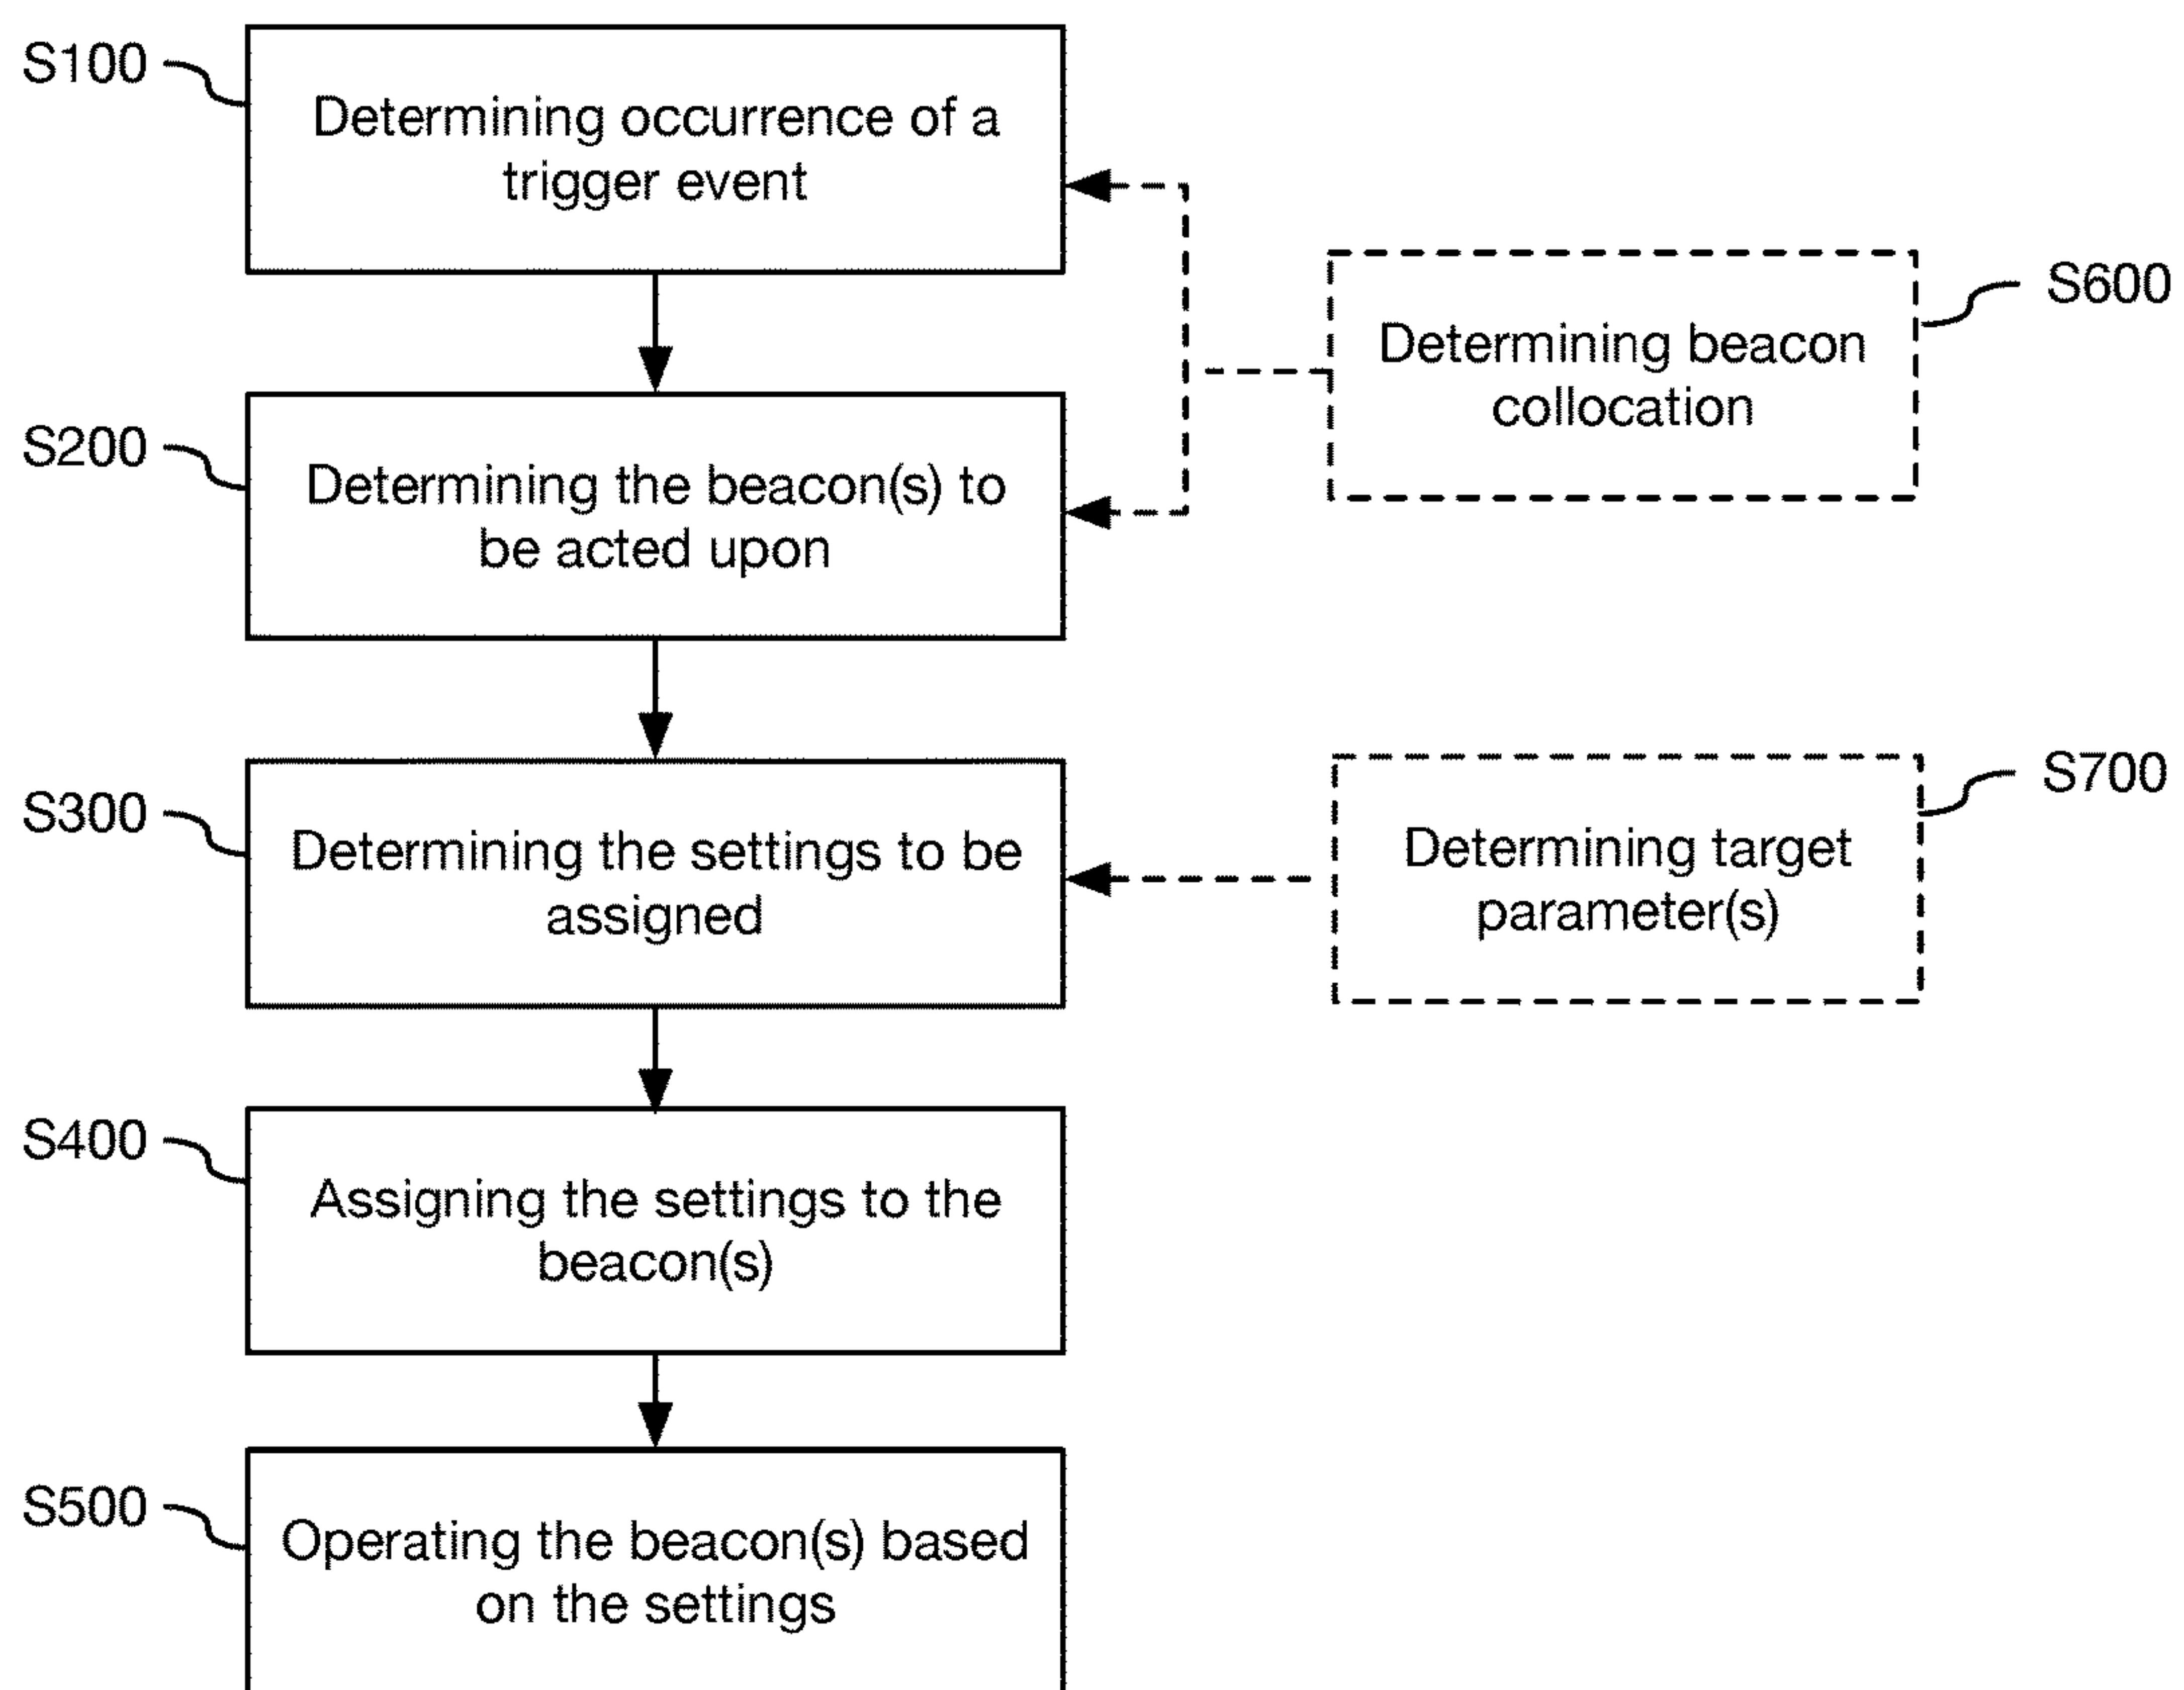 S100
Determining occurrence of a
trigger event
S600
Determining beacon
collocation
S200
Determining the beacon(s) to
be acted upon
S700
S300
Determining the settings to be
assigned
Determining target
parameter(s)
S400
Assigning the settings to the
beacon(s)
S500
Operating the beacon(s) based
on the settings